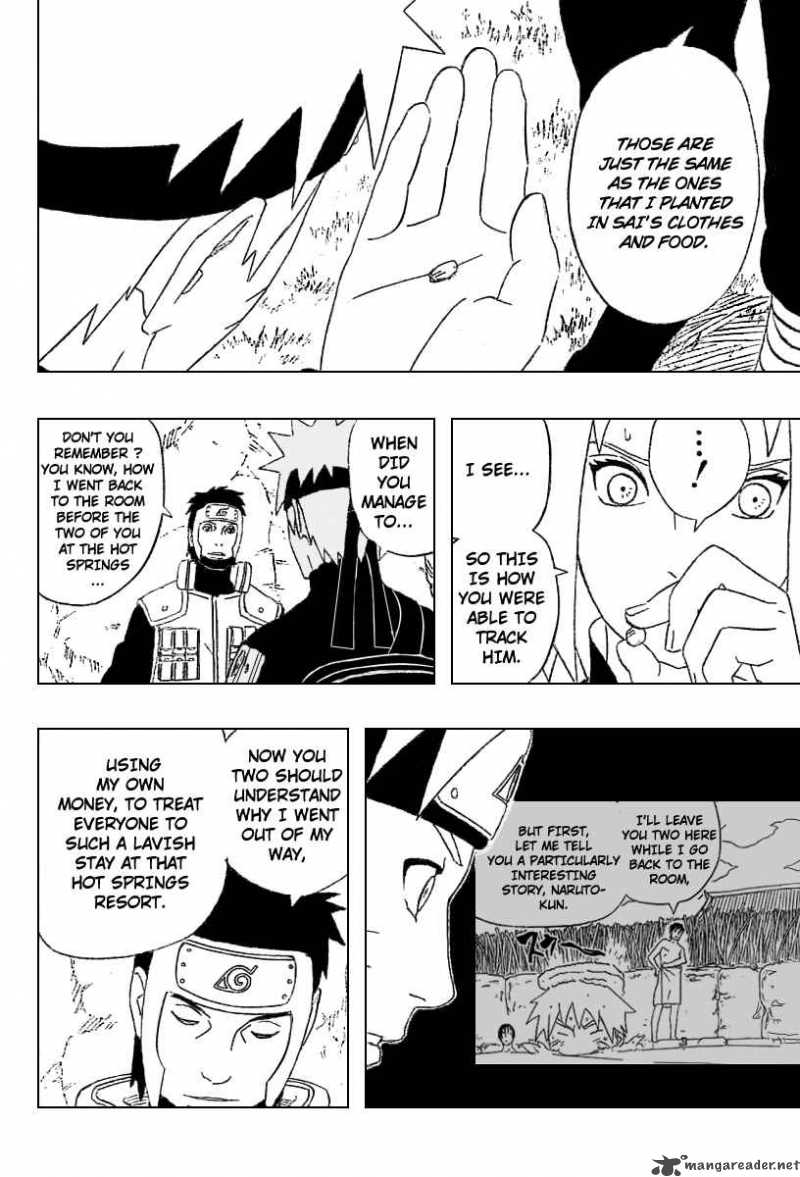 THOSE ARE
JUST THE SAME
AS THE ONES
THAT I PLANTED
IN SAI'S CLOTHES
AND FOOD.
...!
I SEE...
SO THIS
IS HOW
YOU WERE
ABLE TO
TRACK
HIM.
WHEN
DID
YOU
MANAGE
TO...
DON'T YOU
REMEMBER ?
YOU KNOW, HOW
I WENT BACK
TO THE ROOM
BEFORE THE
TWO OF YOU
AT THE HOT
SPRINGS
...
I'LL LEAVE
YOU TWO HERE
WHILE I GO
BACK TO THE
ROOM,
BUT FIRST,
LET ME TELL
YOU A PARTICULARLY
INTERESTING
STORY, NARUTO-
KUN.
NOW YOU
TWO SHOULD
UNDERSTAND
WHY I WENT
OUT OF MY
WAY,
USING
MY OWN
MONEY, TO TREAT
EVERYONE TO
SUCH A LAVISH
STAY AT THAT
HOT SPRINGS
RESORT.
mangareader.net